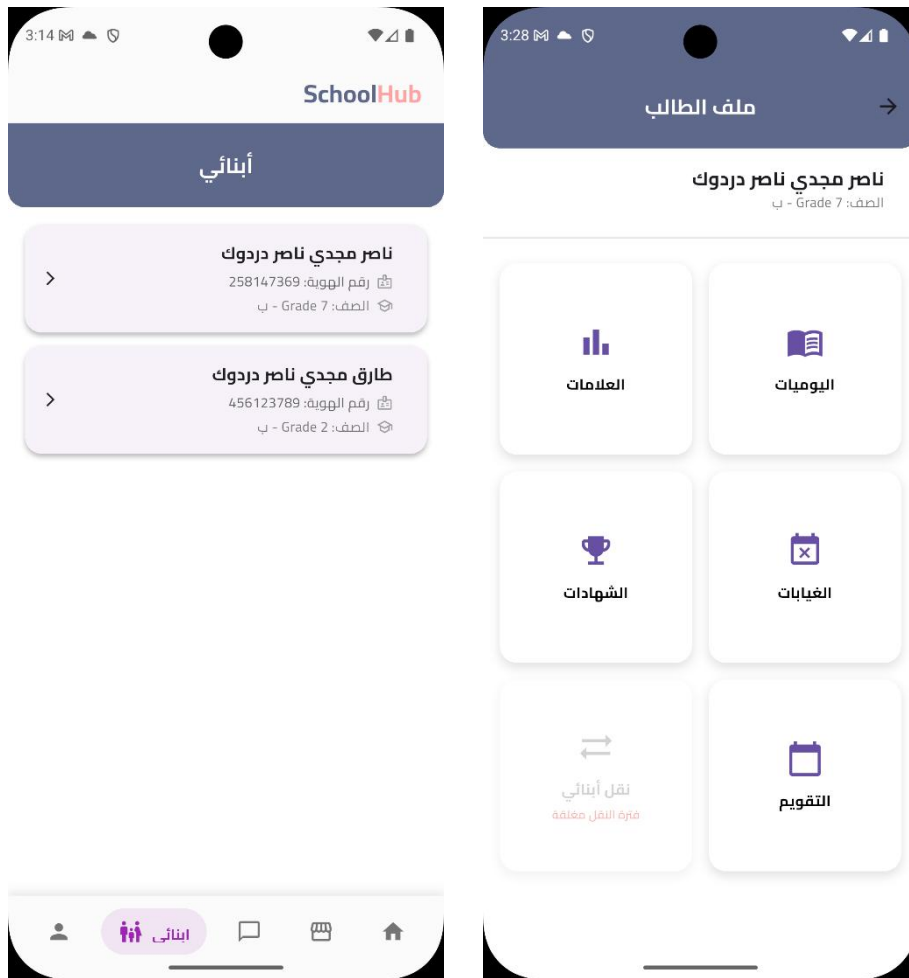 3:14
SchoolHub
أبنائي
ناصر مجدي ناصر دردوك
رقم الهوية: 258147369
الصف: Grade 7 - ب
طارق مجدي ناصر دردوك
رقم الهوية: 456123789
الصف: Grade 2 - ب
ابنائي
3:28
ملف الطالب
ناصر مجدي ناصر دردوك
الصف: Grade 7 - ب
اليوميات
العلامات
الغيابات
الشهادات
التقويم
نقل أبنائي
فترة النقل مغلقة